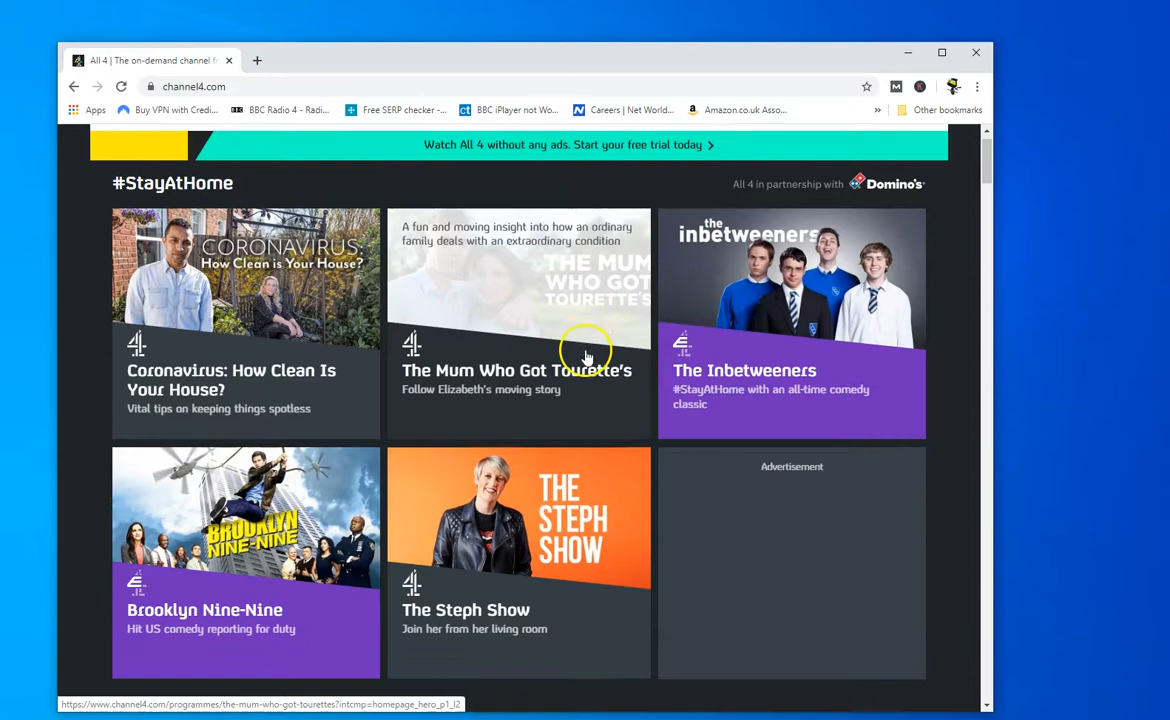 All 4 | The on-demand channel f
channel4.com
Apps
Buy VPN with Credi...
BBC Radio 4 - Radi...
Free SERP checker -...
BBC iPlayer not Wo...
Careers | Net World...
Amazon.co.uk Asso...
»
Other bookmarks
Watch All 4 without any ads. Start your free trial today >
#StayAtHome
All 4 in partnership with Domino's
CORONAVIRUS:
How Clean is Your House?
4
Coronavirus: How Clean Is
Your House?
Vital tips on keeping things spotless
A fun and moving insight into how an ordinary
family deals with an extraordinary condition
THE MUM
WHO GOT
TOURETTE'S
4
The Mum Who Got Tourette's
Follow Elizabeth's moving story
the
inbetweeners
The Inbetweeners
#StayAtHome with an all-time comedy
classic
BROOKLYN
NINE-NINE
Brooklyn Nine-Nine
Hit US comedy reporting for duty
THE
STEPH
SHOW
4
The Steph Show
Join her from her living room
Advertisement
https://www.channel4.com/programmes/the-mum-who-got-tourettes?intcmp=homepage_hero_p1_l2